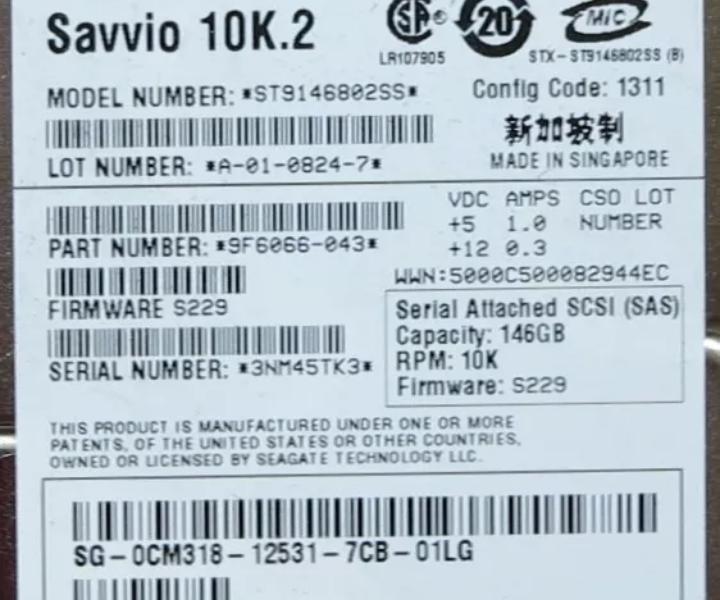 Savvio 10K.2
SA®
20
MIC
LR107905
STX-ST9146802SS (B)
MODEL NUMBER: *ST9146802SS*
Config Code: 1311
新加坡制
LOT NUMBER: *A-01-0824-7*
MADE IN SINGAPORE
VDC AMPS CSO LOT
+5 1.0 NUMBER
+12 0.3
PART NUMBER: *9F6066-043*
WWN:5000C500082944EC
FIRMWARE S229
Serial Attached SCSI (SAS)
Capacity: 146GB
RPM: 10K
Firmware: S229
SERIAL NUMBER: *3NM45TK3*
THIS PRODUCT IS MANUFACTURED UNDER ONE OR MORE
PATENTS, OF THE UNITED STATES OR OTHER COUNTRIES,
OWNED OR LICENSED BY SEAGATE TECHNOLOGY LLC.
SG-0CM318-12531-7CB-01LG